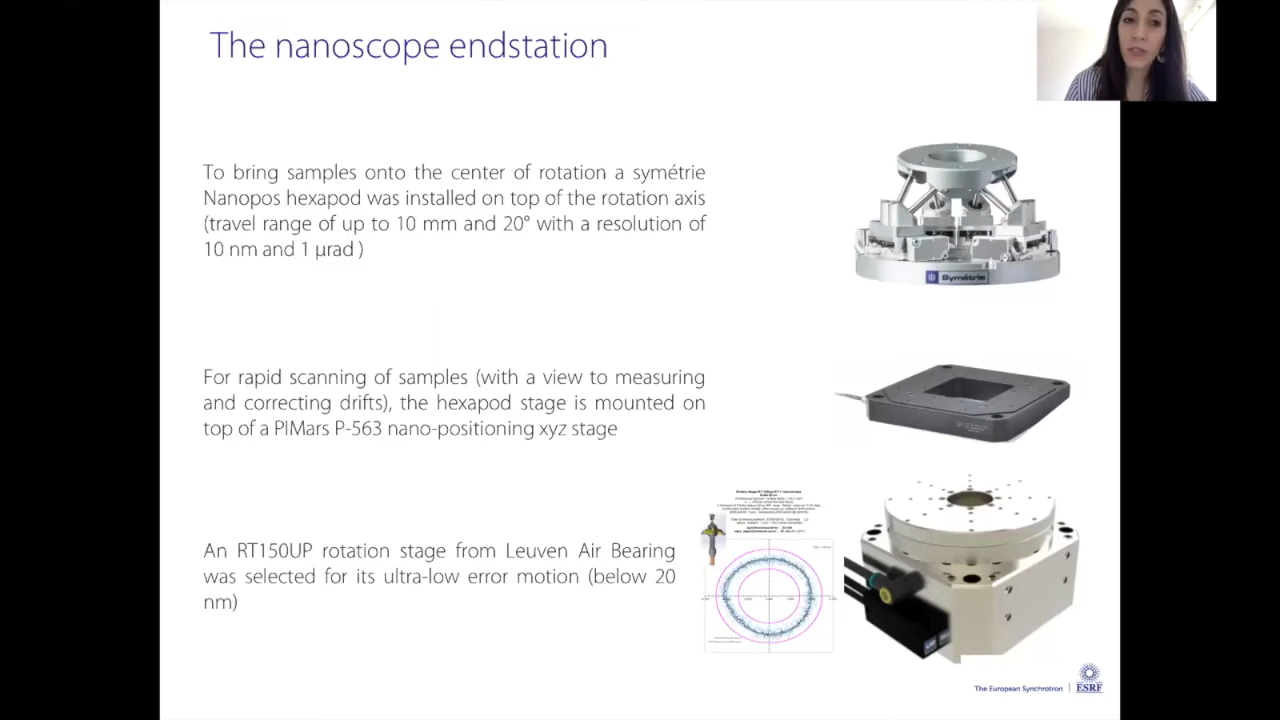 The nanoscope endstation
To bring samples onto the center of rotation a symétrie
Nanopos hexapod was installed on top of the rotation axis
(travel range of up to 10 mm and 20° with a resolution of
10 nm and 1 µrad )
Symétrie
For rapid scanning of samples (with a view to measuring
and correcting drifts), the hexapod stage is mounted on
top of a PIMars P-563 nano-positioning xyz stage
An RT150UP rotation stage from Leuven Air Bearing
was selected for its ultra-low error motion (below 20
nm)
The European Synchrotron
ESRF